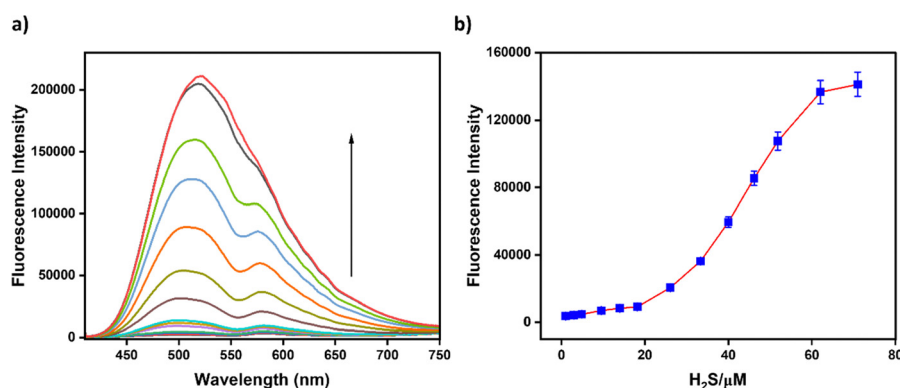 a)
200000
150000
100000
50000
0
450 500 550 600 650 700 750
Wavelength (nm)
Fluorescence Intensity
b)
160000
120000
80000
40000
0
0 20 40 60 80
H₂S/μM
Fluorescence Intensity